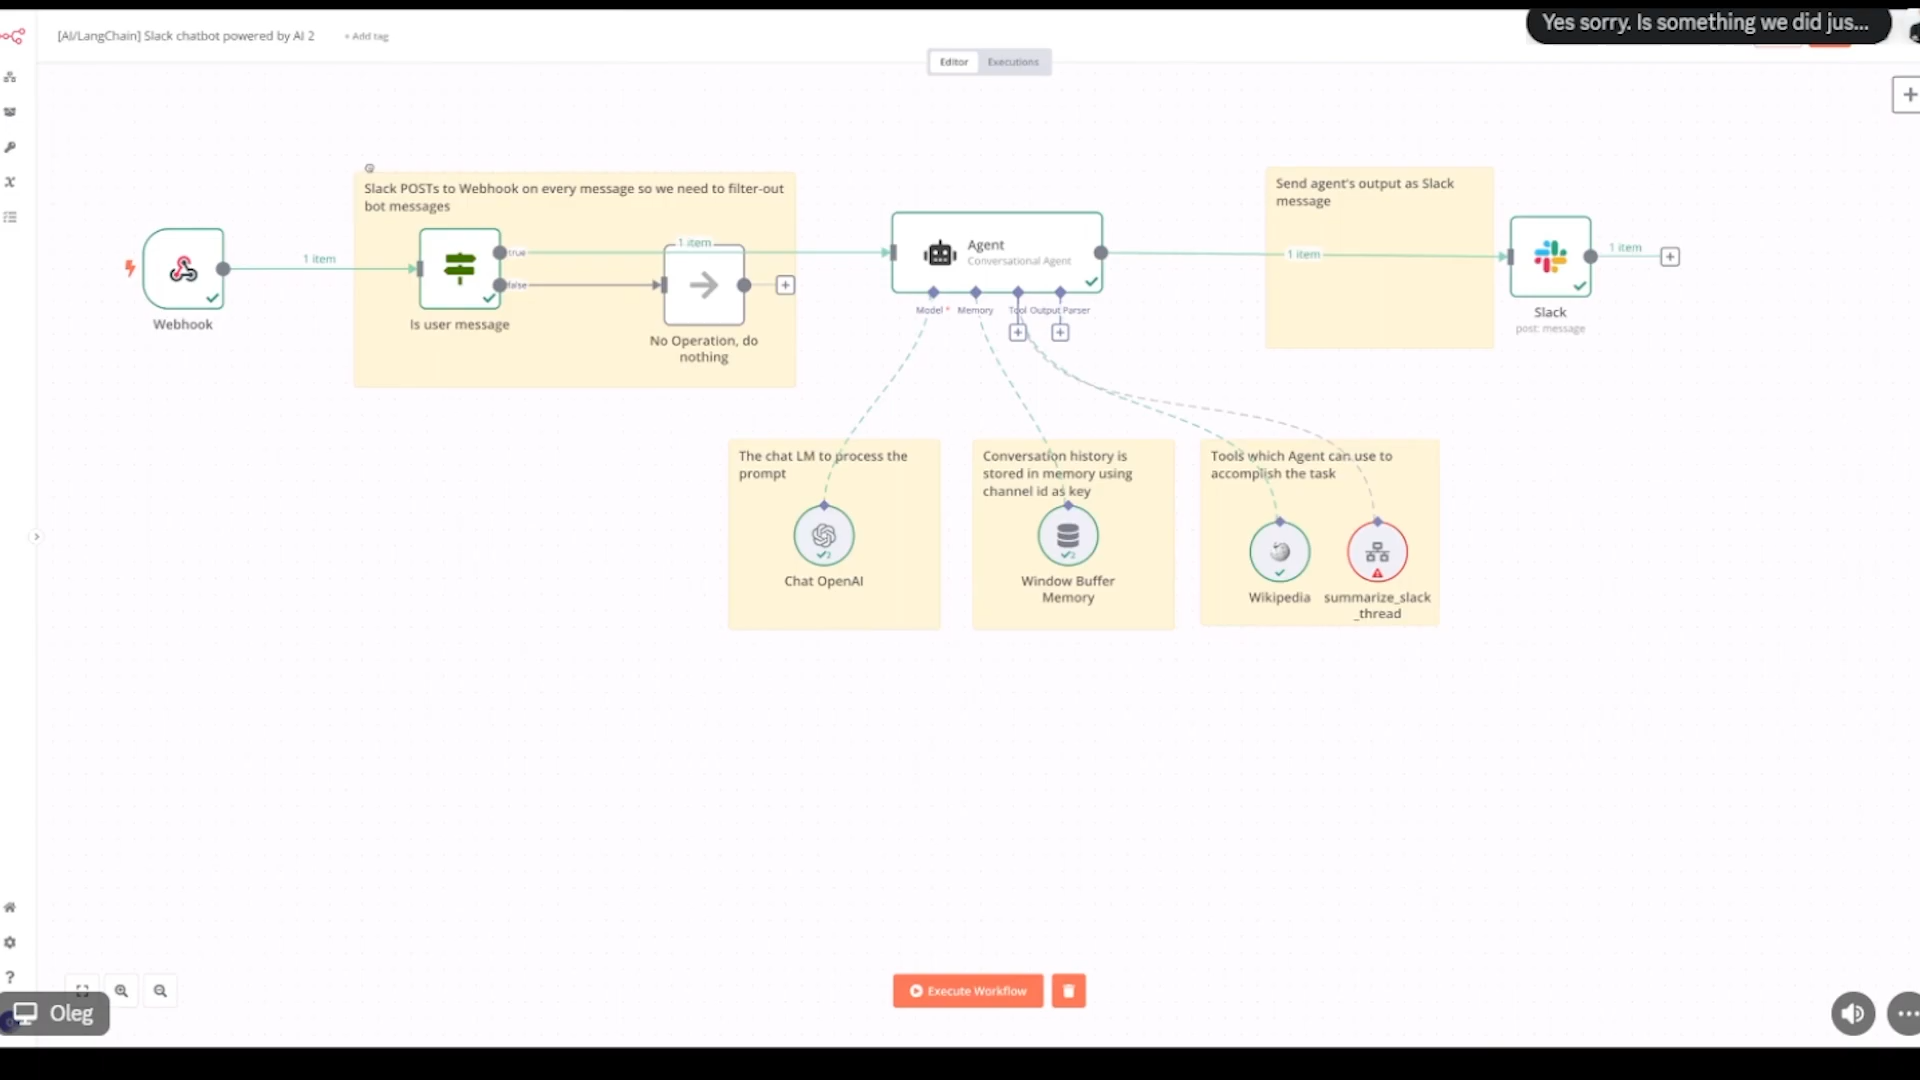 Yes sorry. Is something we did jus...
[AI/LangChain] Slack chatbot powered by AI 2
+ Add tag
Editor
Executions
Slack POSTs to Webhook on every message so we need to filter-out
bot messages
Send agent's output as Slack
message
1 item
true
false
1 item
Agent
Conversational Agent
1 item
1 item
Webhook
Is user message
No Operation, do
nothing
Model *
Memory
Tool
Output Parser
Slack
post: message
The chat LM to process the
prompt
Conversation history is
stored in memory using
channel id as key
Tools which Agent can use to
accomplish the task
2
2
Chat OpenAI
Window Buffer
Memory
Wikipedia
summarize_slack
_thread
Execute Workflow
Oleg